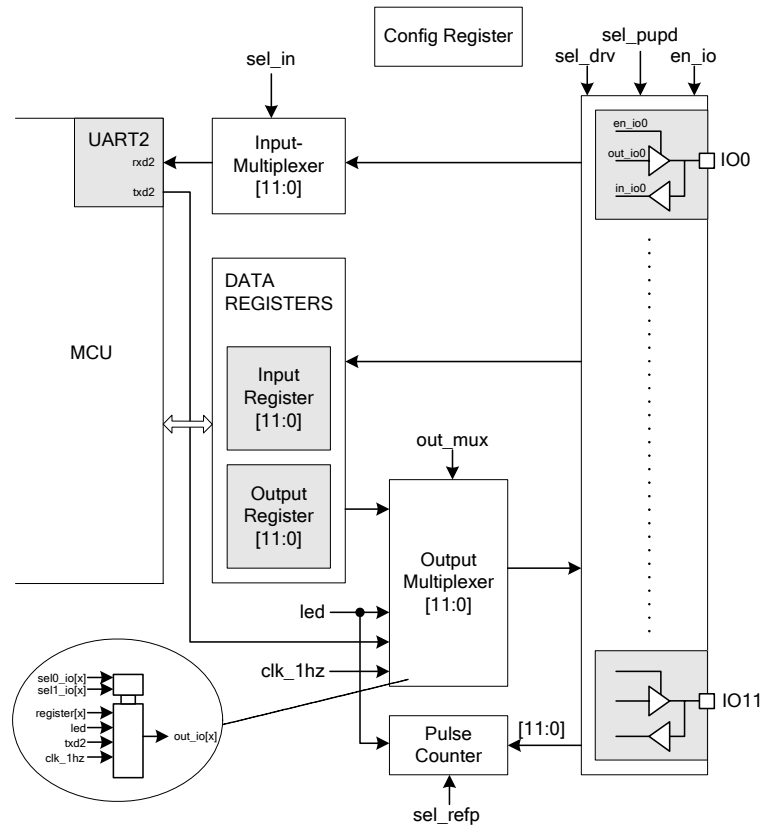 Config Register
sel_pupd
sel_in
sel_drv
en_io
UART2
rxd2
txd2
Input-
Multiplexer
[11:0]
en_io0
out_io0
in_io0
IO0
DATA
REGISTERS
MCU
Input
Register
[11:0]
out_mux
Output
Register
[11:0]
Output
Multiplexer
[11:0]
led
clk_1hz
sel0_io[x]
sel1_io[x]
register[x]
led
txd2
clk_1hz
out_io[x]
IO11
[11:0]
Pulse
Counter
sel_refp